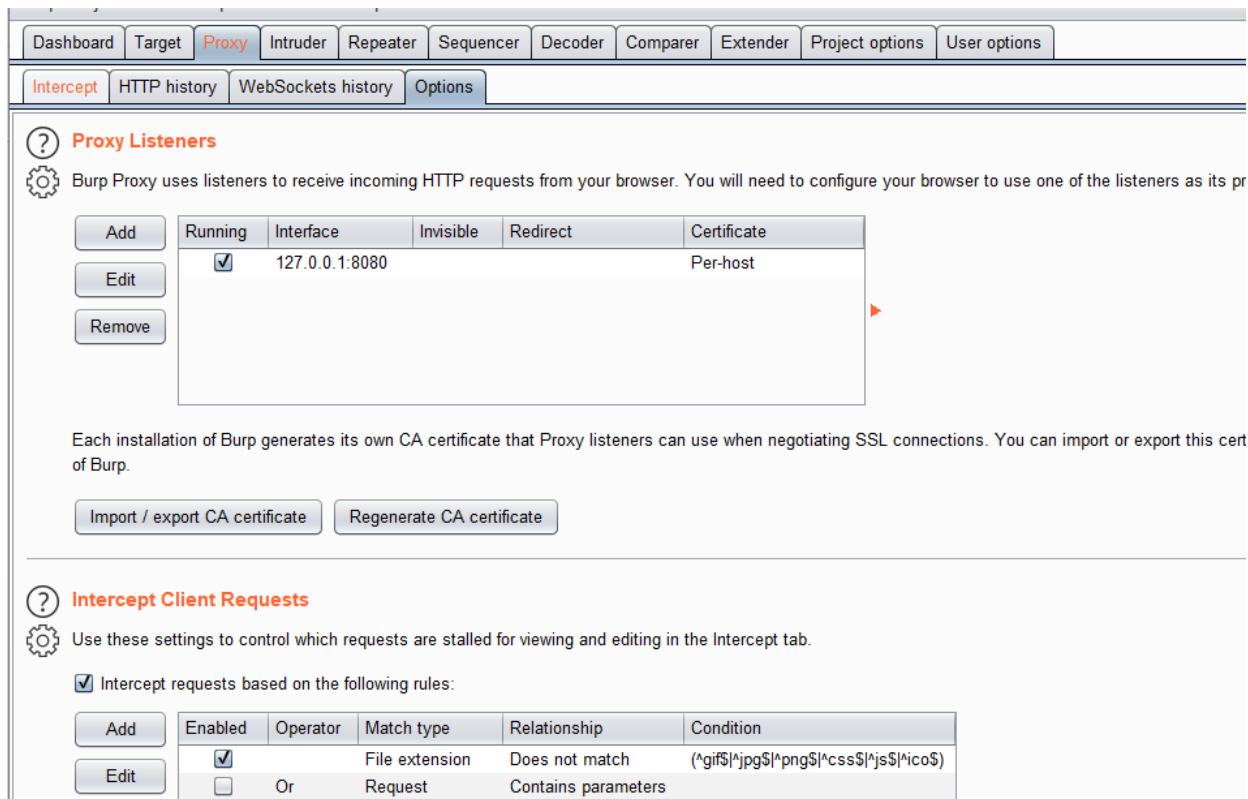 Dashboard Target Proxy Intruder Repeater Sequencer Decoder Comparer Extender Project options User options
Intercept HTTP history WebSockets history Options
? Proxy Listeners
Burp Proxy uses listeners to receive incoming HTTP requests from your browser. You will need to configure your browser to use one of the listeners as its pr
Add Running Interface Invisible Redirect Certificate
127.0.0.1:8080 Per-host
Edit
Remove
Each installation of Burp generates its own CA certificate that Proxy listeners can use when negotiating SSL connections. You can import or export this cert
of Burp.
Import / export CA certificate Regenerate CA certificate
? Intercept Client Requests
Use these settings to control which requests are stalled for viewing and editing in the Intercept tab.
Intercept requests based on the following rules:
Add Enabled Operator Match type Relationship Condition
File extension Does not match (^gif$|^jpg$|^png$|^css$|^js$|^ico$)
Edit
Or Request Contains parameters